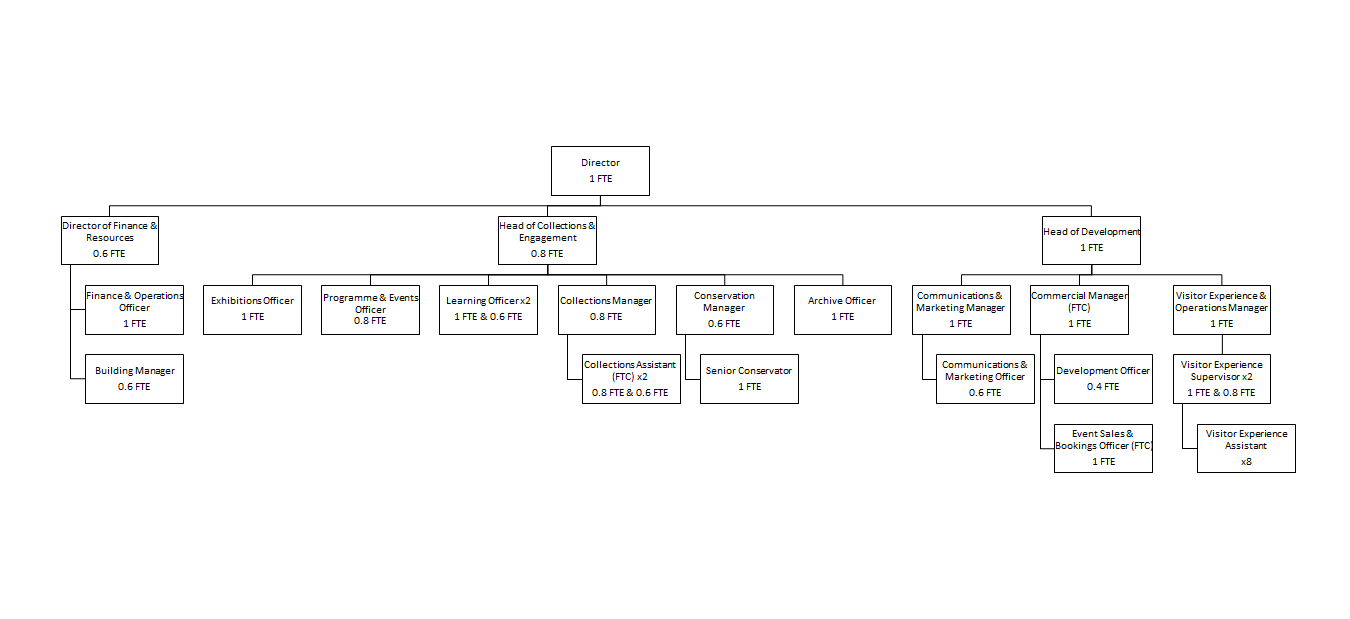 Director
1 FTE
Director of Finance &
Resources
0.6 FTE
Head of Collections &
Engagement
0.8 FTE
Head of Development
1 FTE
Finance & Operations
Officer
1 FTE
Exhibitions Officer
1 FTE
Programme & Events
Officer
0.8 FTE
Learning Officer x2
1 FTE & 0.6 FTE
Collections Manager
0.8 FTE
Conservation
Manager
0.6 FTE
Archive Officer
1 FTE
Communications &
Marketing Manager
1 FTE
Commercial Manager
(FTC)
1 FTE
Visitor Experience &
Operations Manager
1 FTE
Building Manager
0.6 FTE
Collections Assistant
(FTC) x2
0.8 FTE & 0.6 FTE
Senior Conservator
1 FTE
Communications &
Marketing Officer
0.6 FTE
Development Officer
0.4 FTE
Visitor Experience
Supervisor x2
1 FTE & 0.8 FTE
Event Sales &
Bookings Officer (FTC)
1 FTE
Visitor Experience
Assistant
x8